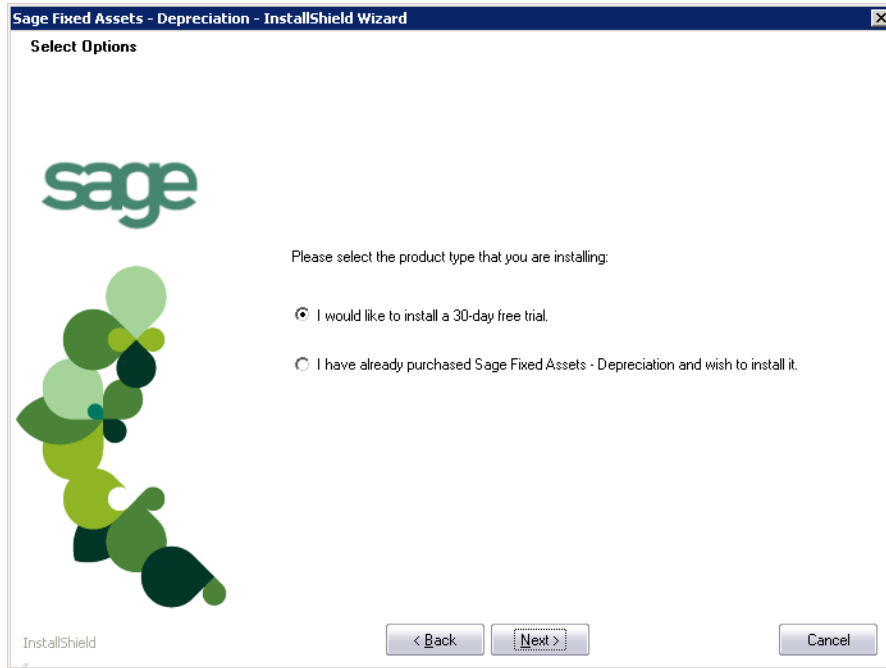 Sage Fixed Assets - Depreciation - InstallShield Wizard
Select Options
sage
Please select the product type that you are installing:
I would like to install a 30-day free trial.
I have already purchased Sage Fixed Assets - Depreciation and wish to install it.
InstallShield
< Back
Next >
Cancel